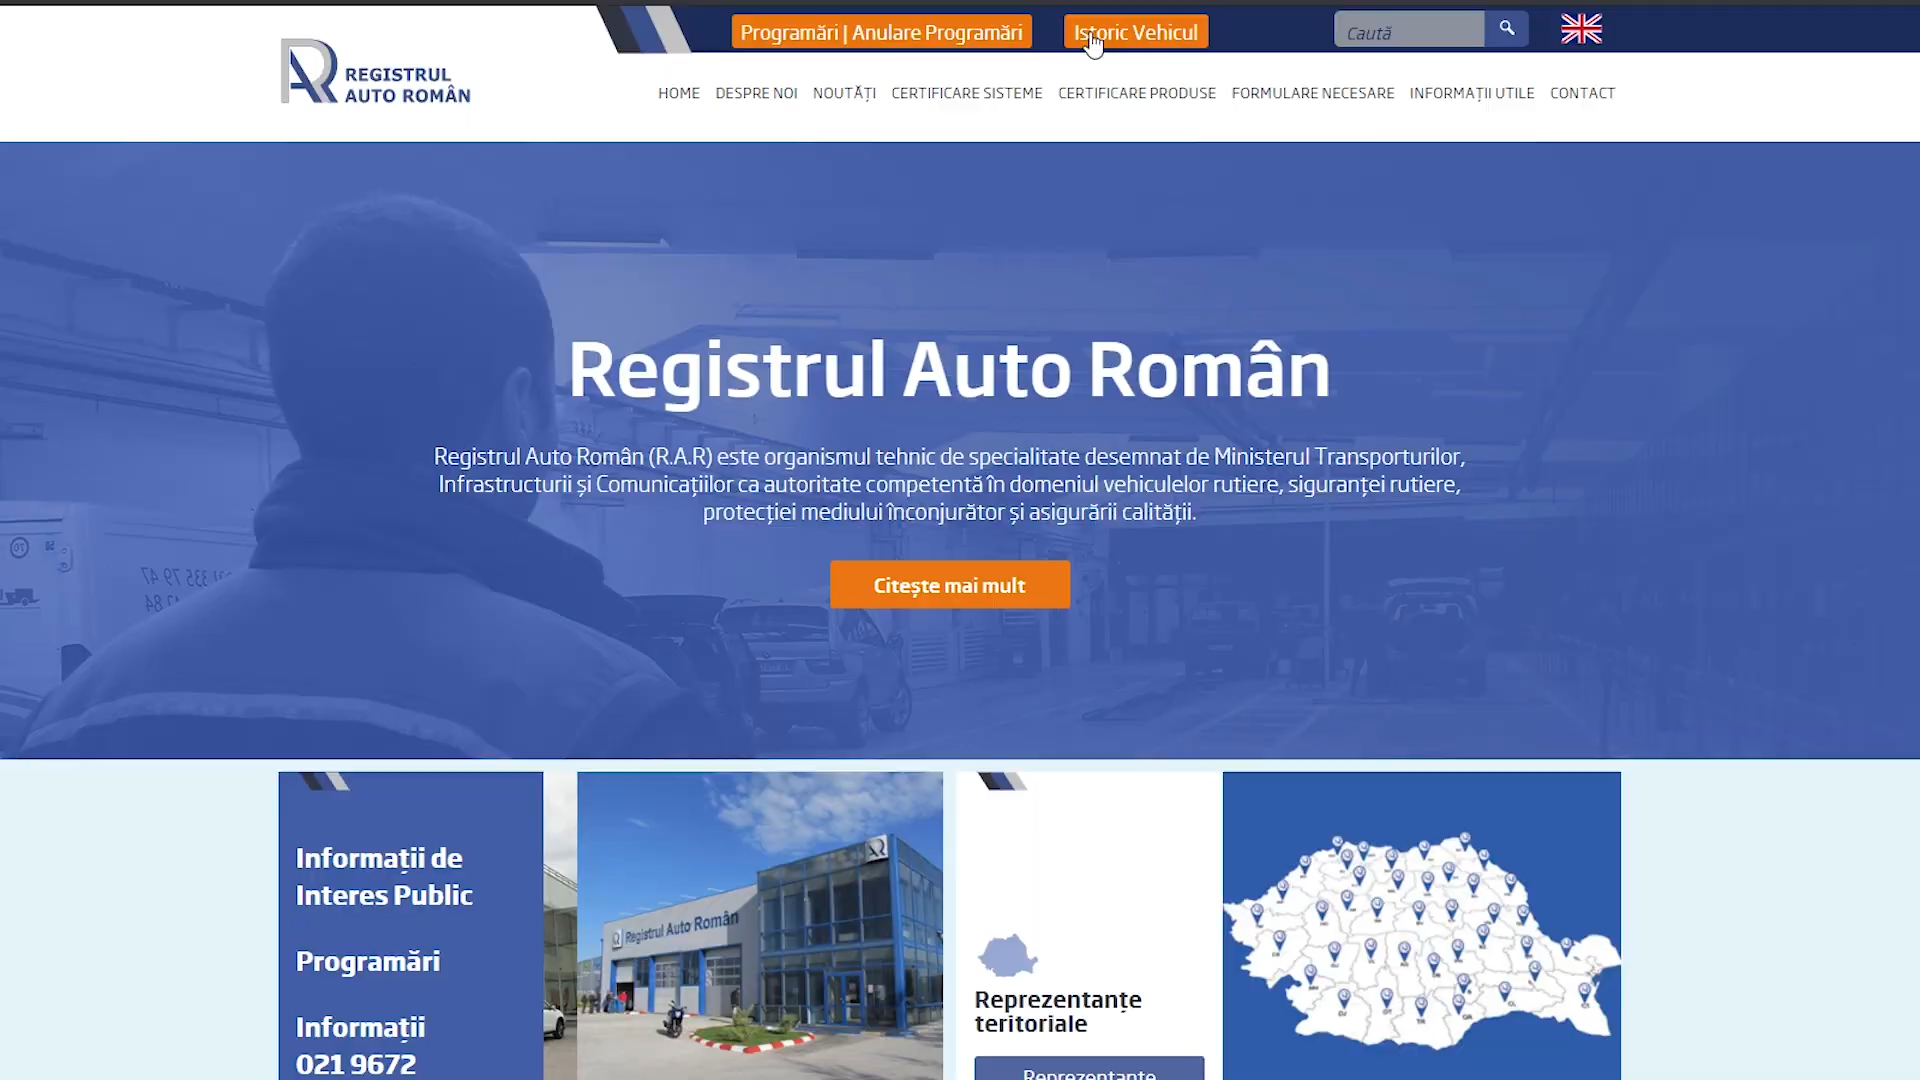 Programări | Anulare Programări
Istoric Vehicul
Caută
REGISTRUL
AUTO ROMÂN
HOME
DESPRE NOI
NOUTĂȚI
CERTIFICARE SISTEME
CERTIFICARE PRODUSE
FORMULARE NECESARE
INFORMAȚII UTILE
CONTACT
Registrul Auto Român
Registrul Auto Român (R.A.R) este organismul tehnic de specialitate desemnat de Ministerul Transporturilor,
Infrastructurii și Comunicațiilor ca autoritate competentă în domeniul vehiculelor rutiere, siguranței rutiere,
protecției mediului înconjurător și asigurării calității.
Citește mai mult
Informații de
Interes Public
Programări
Informații
021 9672
Registrul Auto Român
Reprezentanțe
teritoriale
Reprezentanțe